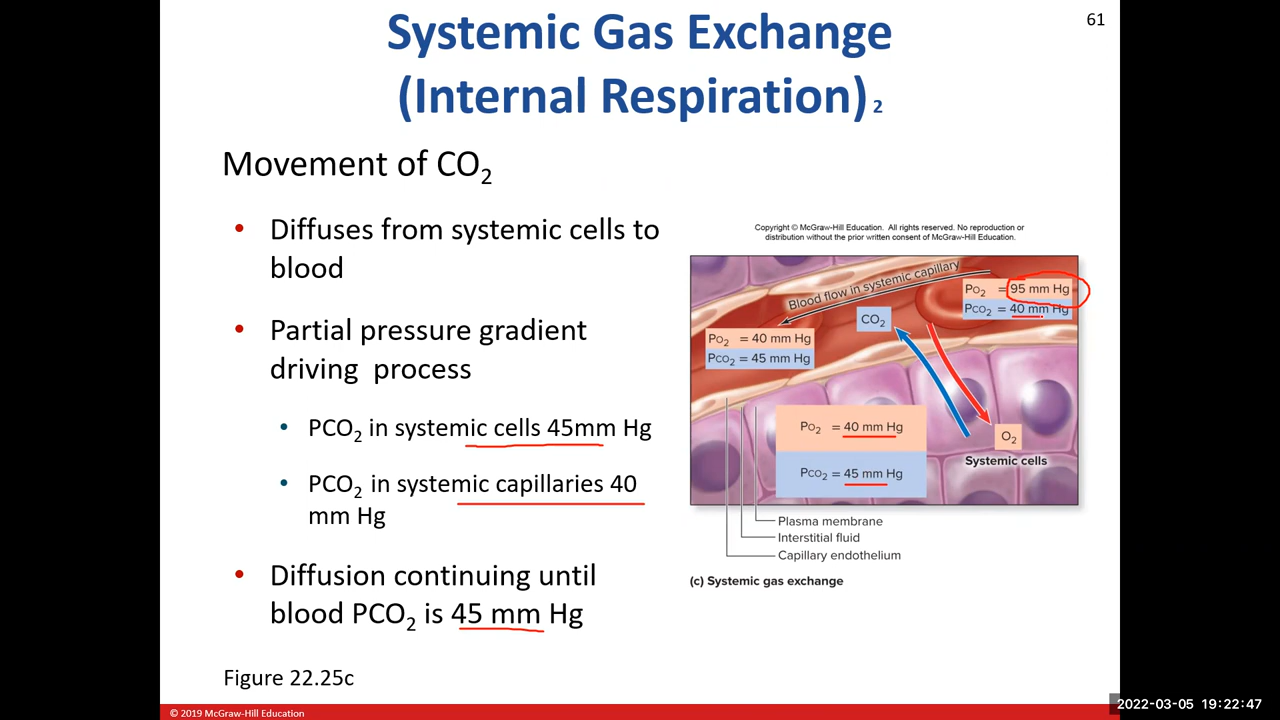 61
Systemic Gas Exchange
(Internal Respiration) 2
Movement of CO2
• Diffuses from systemic cells to
blood
• Partial pressure gradient
driving process
• PCO2 in systemic cells 45mm Hg
• PCO2 in systemic capillaries 40
mm Hg
• Diffusion continuing until
blood PCO2 is 45 mm Hg
Figure 22.25c
Copyright © McGraw-Hill Education. All rights reserved. No reproduction or
distribution without the prior written consent of McGraw-Hill Education.
Blood flow in systemic capillary
PO2 = 95 mm Hg
PCO2 = 40 mm Hg
CO2
PO2 = 40 mm Hg
PCO2 = 45 mm Hg
PO2 = 40 mm Hg
PCO2 = 45 mm Hg
O2
Systemic cells
Plasma membrane
Interstitial fluid
Capillary endothelium
(c) Systemic gas exchange
© 2019 McGraw-Hill Education
2022-03-05 19:22:47